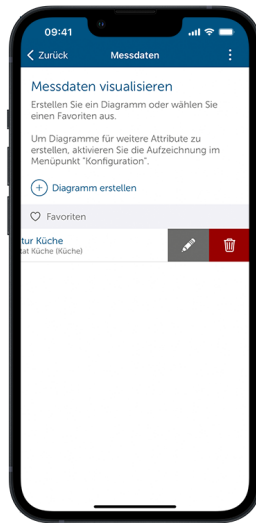 09:41
Zurück Messdaten
Messdaten visualisieren
Erstellen Sie ein Diagramm oder wählen Sie
einen Favoriten aus.
Um Diagramme für weitere Attribute zu
erstellen, aktivieren Sie die Aufzeichnung im
Menüpunkt "Konfiguration".
Diagramm erstellen
Favoriten
tur Küche
tat Küche (Küche)